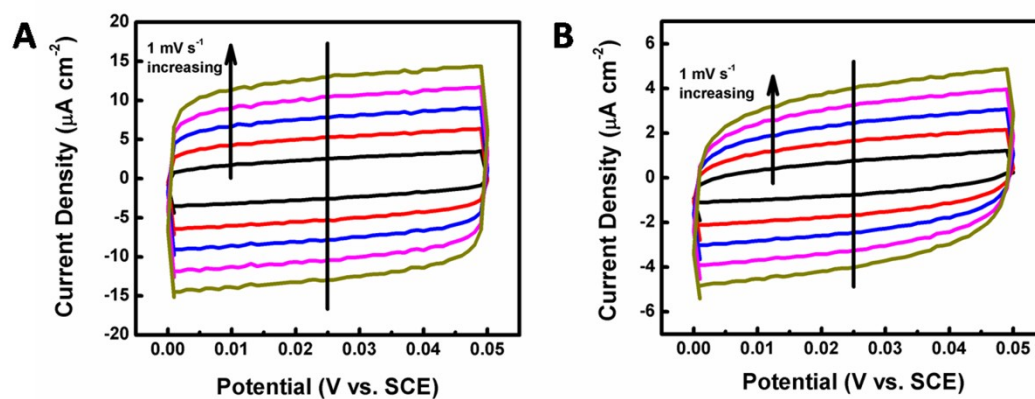 A
Current Density (μA cm⁻²)
20
15
10
5
0
-5
-10
-15
-20
1 mV s⁻¹
increasing
0.00 0.01 0.02 0.03 0.04 0.05
Potential (V vs. SCE)
B
Current Density (μA cm⁻²)
6
4
2
0
-2
-4
-6
1 mV s⁻¹
increasing
0.00 0.01 0.02 0.03 0.04 0.05
Potential (V vs. SCE)